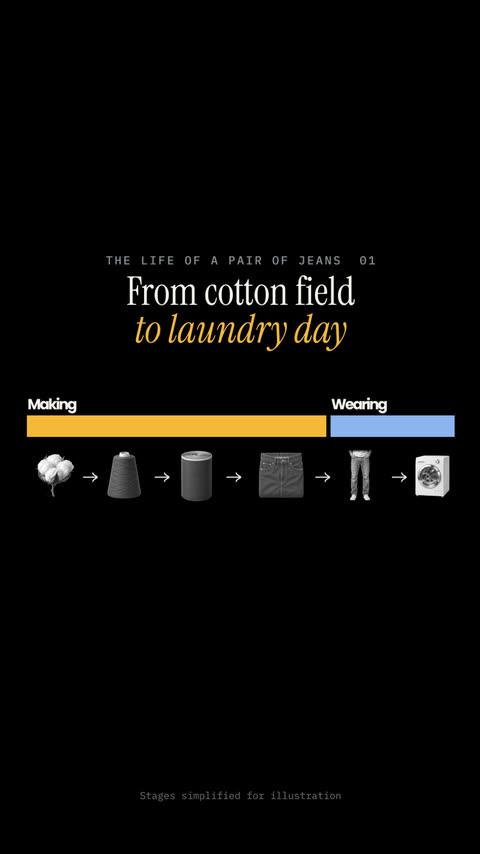 THE LIFE OF A PAIR OF JEANS 01
From cotton field
to laundry day
Making
Wearing
Stages simplified for illustration